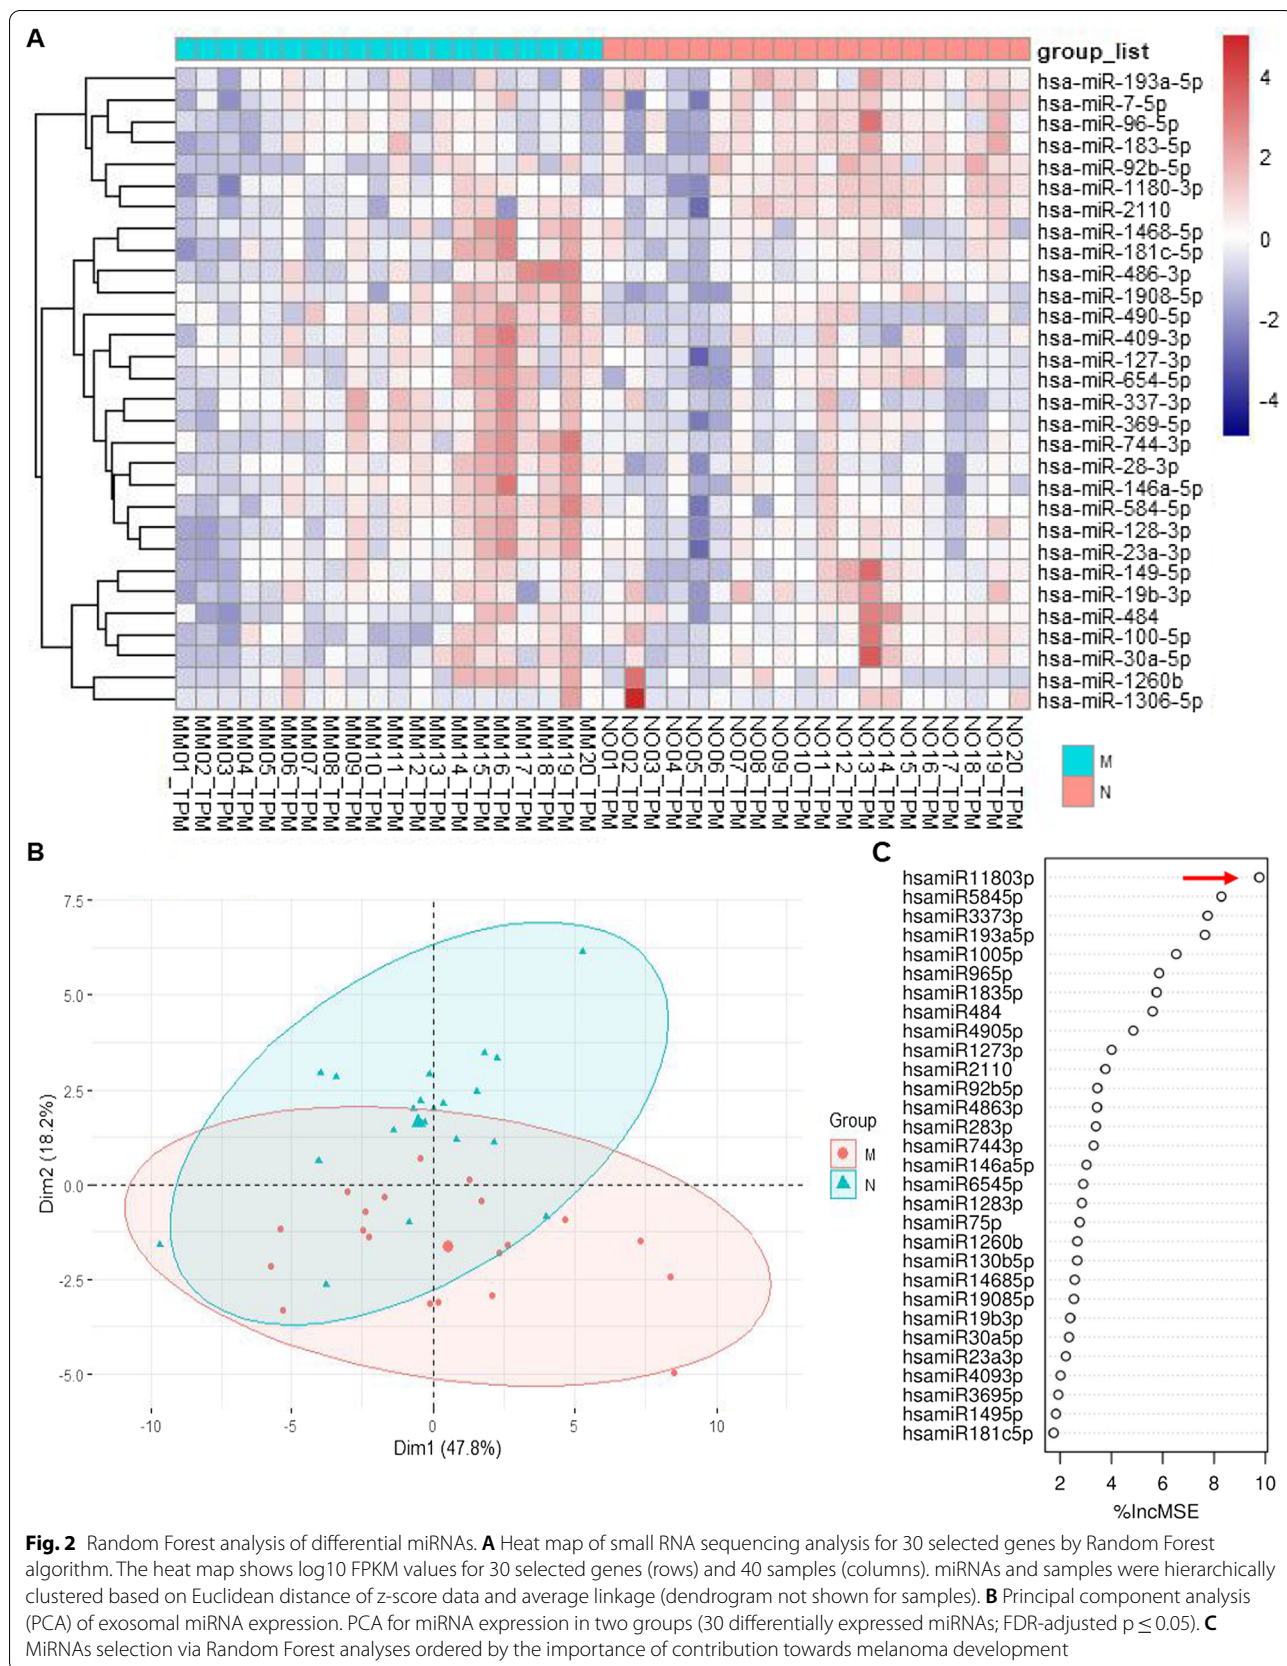 A
group_list
4
2
0
-2
-4
hsa-miR-193a-5p
hsa-miR-7-5p
hsa-miR-96-5p
hsa-miR-183-5p
hsa-miR-92b-5p
hsa-miR-1180-3p
hsa-miR-2110
hsa-miR-1468-5p
hsa-miR-181c-5p
hsa-miR-486-3p
hsa-miR-1908-5p
hsa-miR-490-5p
hsa-miR-409-3p
hsa-miR-127-3p
hsa-miR-654-5p
hsa-miR-337-3p
hsa-miR-369-5p
hsa-miR-744-3p
hsa-miR-28-3p
hsa-miR-146a-5p
hsa-miR-584-5p
hsa-miR-128-3p
hsa-miR-23a-3p
hsa-miR-149-5p
hsa-miR-19b-3p
hsa-miR-484
hsa-miR-100-5p
hsa-miR-30a-5p
hsa-miR-1260b
hsa-miR-1306-5p
MM01_TPM
MM02_TPM
MM03_TPM
MM04_TPM
MM05_TPM
MM06_TPM
MM07_TPM
MM08_TPM
MM09_TPM
MM10_TPM
MM11_TPM
MM12_TPM
MM13_TPM
MM14_TPM
MM15_TPM
MM16_TPM
MM17_TPM
MM18_TPM
MM19_TPM
MM20_TPM
NO01_TPM
NO02_TPM
NO03_TPM
NO04_TPM
NO05_TPM
NO06_TPM
NO07_TPM
NO08_TPM
NO09_TPM
NO10_TPM
NO11_TPM
NO12_TPM
NO13_TPM
NO14_TPM
NO15_TPM
NO16_TPM
NO17_TPM
NO18_TPM
NO19_TPM
NO20_TPM
M
N
B
7.5
5.0
2.5
0.0
-2.5
-5.0
Dim2 (18.2%)
-10
-5
0
5
10
Dim1 (47.8%)
Group
M
N
C
hsamiR11803p
hsamiR5845p
hsamiR3373p
hsamiR193a5p
hsamiR1005p
hsamiR965p
hsamiR1835p
hsamiR484
hsamiR4905p
hsamiR1273p
hsamiR2110
hsamiR92b5p
hsamiR4863p
hsamiR283p
hsamiR7443p
hsamiR146a5p
hsamiR6545p
hsamiR1283p
hsamiR75p
hsamiR1260b
hsamiR130b5p
hsamiR14685p
hsamiR19085p
hsamiR19b3p
hsamiR30a5p
hsamiR23a3p
hsamiR4093p
hsamiR3695p
hsamiR1495p
hsamiR181c5p
2 4 6 8 10
%IncMSE
Fig. 2 Random Forest analysis of differential miRNAs. A Heat map of small RNA sequencing analysis for 30 selected genes by Random Forest
algorithm. The heat map shows log10 FPKM values for 30 selected genes (rows) and 40 samples (columns). miRNAs and samples were hierarchically
clustered based on Euclidean distance of z-score data and average linkage (dendrogram not shown for samples). B Principal component analysis
(PCA) of exosomal miRNA expression. PCA for miRNA expression in two groups (30 differentially expressed miRNAs; FDR-adjusted p ≤ 0.05). C
MiRNAs selection via Random Forest analyses ordered by the importance of contribution towards melanoma development